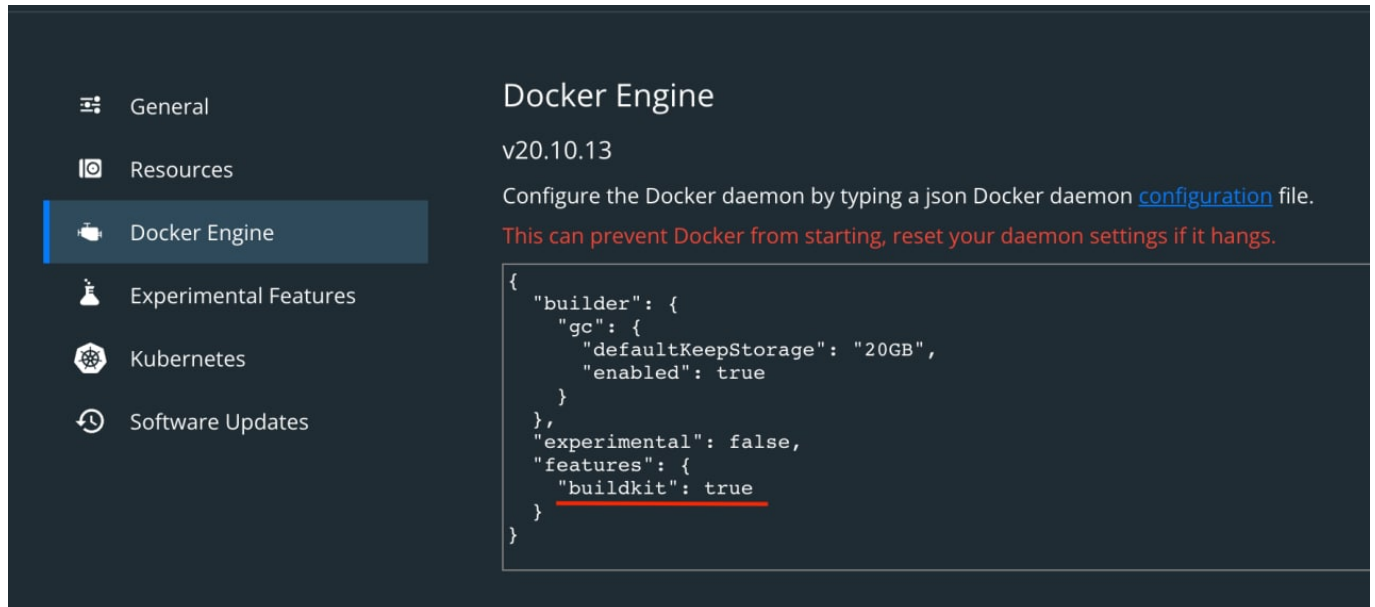 General
Resources
Docker Engine
Experimental Features
Kubernetes
Software Updates
Docker Engine
v20.10.13
Configure the Docker daemon by typing a json Docker daemon configuration file.
This can prevent Docker from starting, reset your daemon settings if it hangs.
{
  "builder": {
    "gc": {
      "defaultKeepStorage": "20GB",
      "enabled": true
    }
  },
  "experimental": false,
  "features": {
    "buildkit": true
  }
}